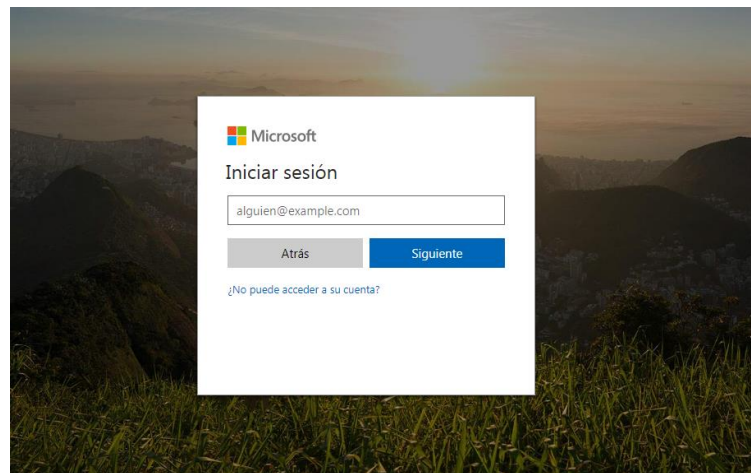 Microsoft
Iniciar sesión
alguien@example.com
Atrás
Siguiente
¿No puede acceder a su cuenta?